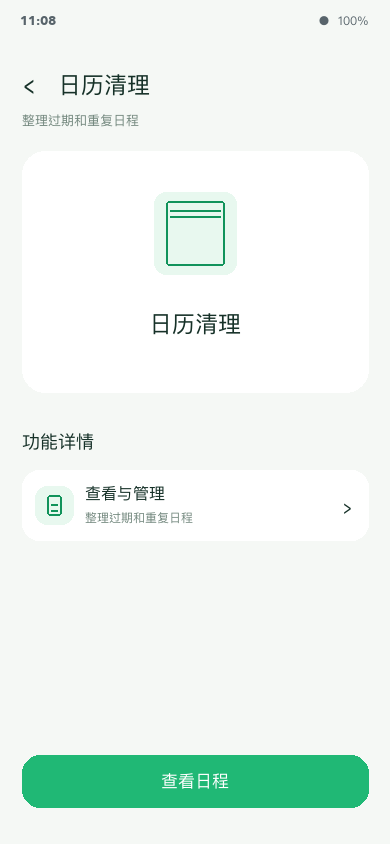 11:08
100%
< 日历清理
整理过期和重复日程
日历清理
功能详情
查看与管理
整理过期和重复日程
>
查看日程